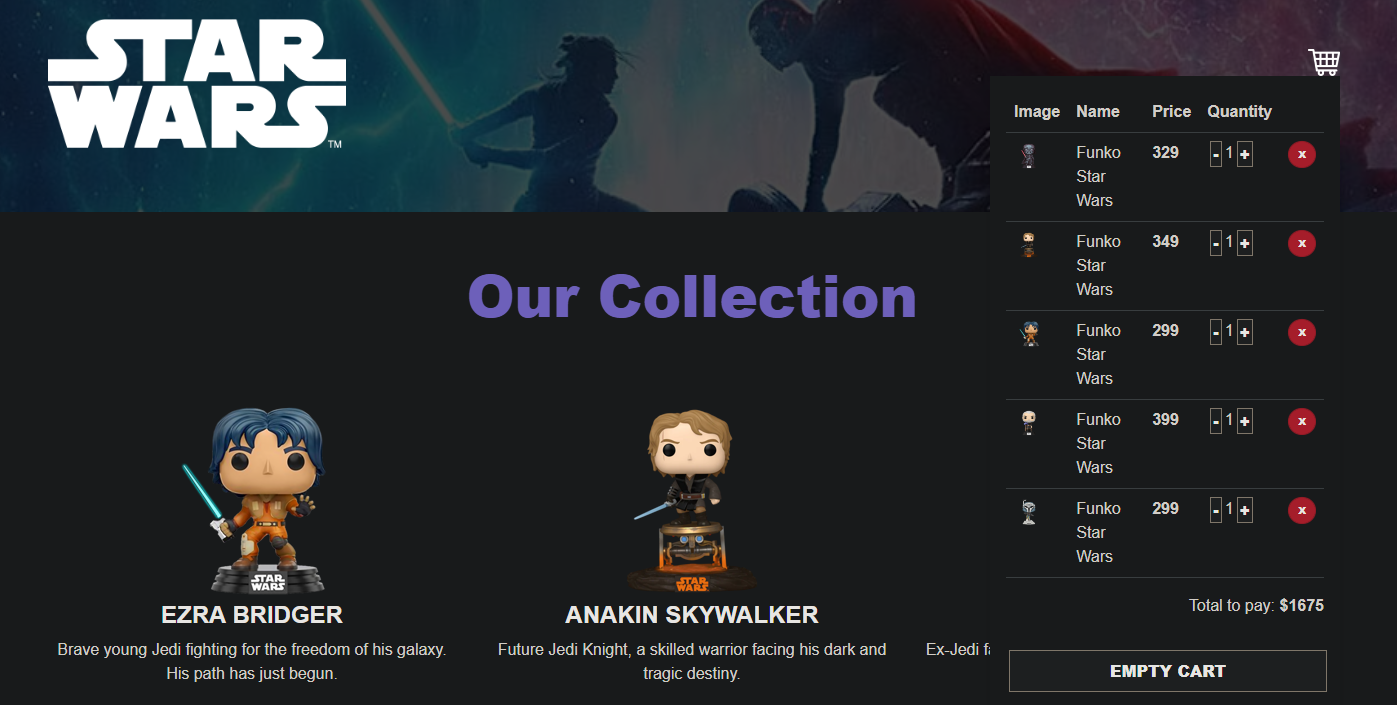 STAR
WARS™
Image Name Price Quantity
Funko
Star
Wars
329 - 1 + x
Funko
Star
Wars
349 - 1 + x
Funko
Star
Wars
299 - 1 + x
Funko
Star
Wars
399 - 1 + x
Funko
Star
Wars
299 - 1 + x
Total to pay: $1675
EMPTY CART
Our Collection
STAR
WARS
EZRA BRIDGER
Brave young Jedi fighting for the freedom of his galaxy.
His path has just begun.
STAR
WARS
ANAKIN SKYWALKER
Future Jedi Knight, a skilled warrior facing his dark and
tragic destiny.
Ex-Jedi